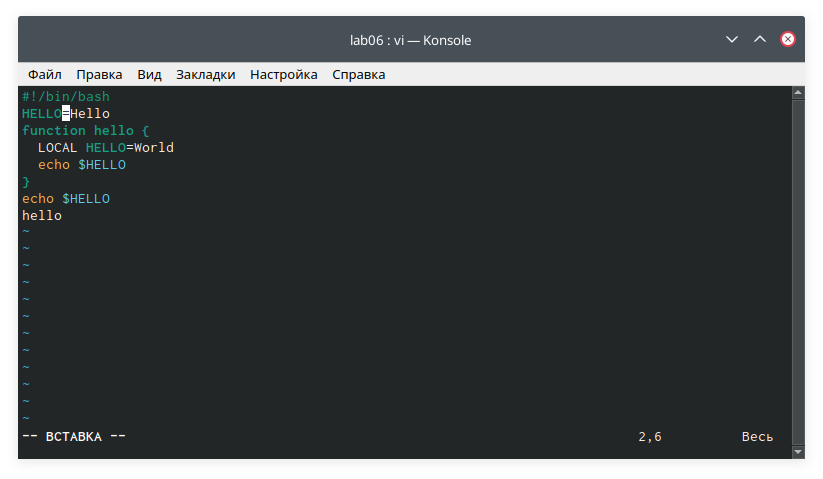 lab06 : vi — Konsole
Файл Правка Вид Закладки Настройка Справка
#!/bin/bash
HELLO=Hello
function hello {
  LOCAL HELLO=World
  echo $HELLO
}
echo $HELLO
hello
~
~
~
~
~
~
~
~
~
~
~
~
-- ВСТАВКА -- 2,6 Весь